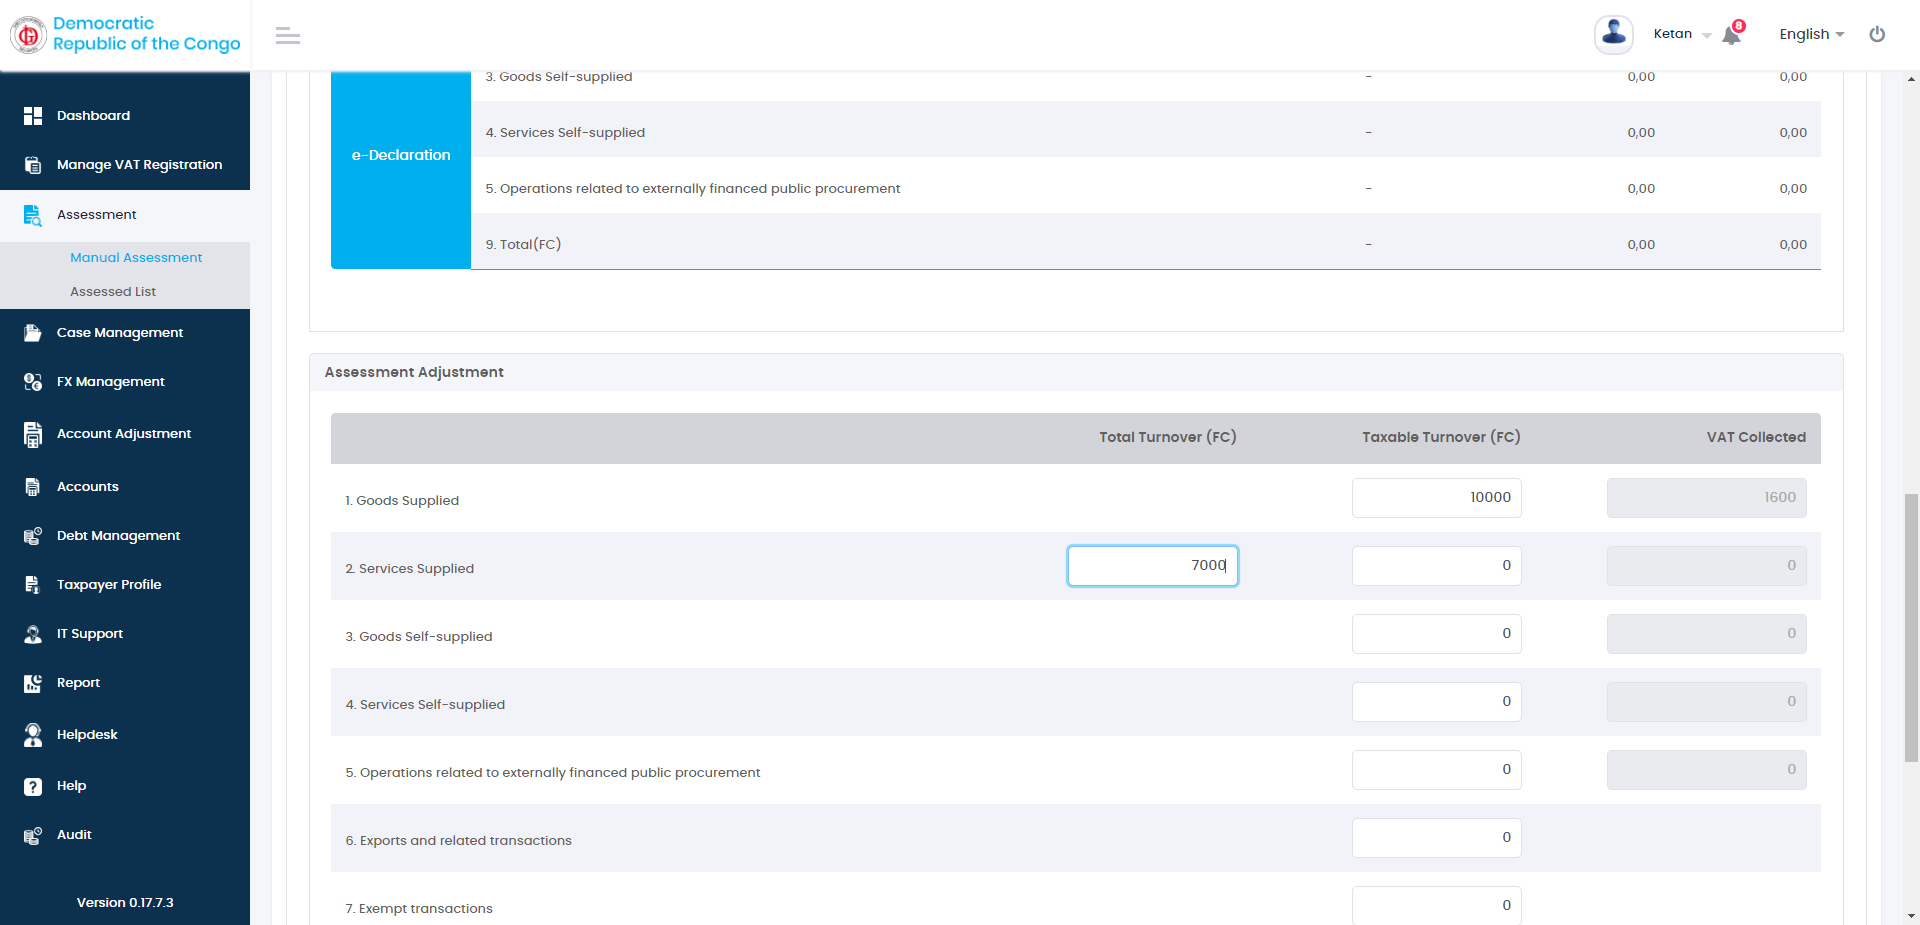 Democratic
Republic of the Congo
Ketan
8
English
Dashboard
Manage VAT Registration
Assessment
Manual Assessment
Assessed List
Case Management
FX Management
Account Adjustment
Accounts
Debt Management
Taxpayer Profile
IT Support
Report
Helpdesk
Help
Audit
Version 0.17.7.3
e-Declaration
3. Goods Self-supplied - 0,00 0,00
4. Services Self-supplied - 0,00 0,00
5. Operations related to externally financed public procurement - 0,00 0,00
9. Total(FC) - 0,00 0,00
Assessment Adjustment
Total Turnover (FC) Taxable Turnover (FC) VAT Collected
1. Goods Supplied 10000 1600
2. Services Supplied 7000 0 0
3. Goods Self-supplied 0 0
4. Services Self-supplied 0 0
5. Operations related to externally financed public procurement 0 0
6. Exports and related transactions 0
7. Exempt transactions 0